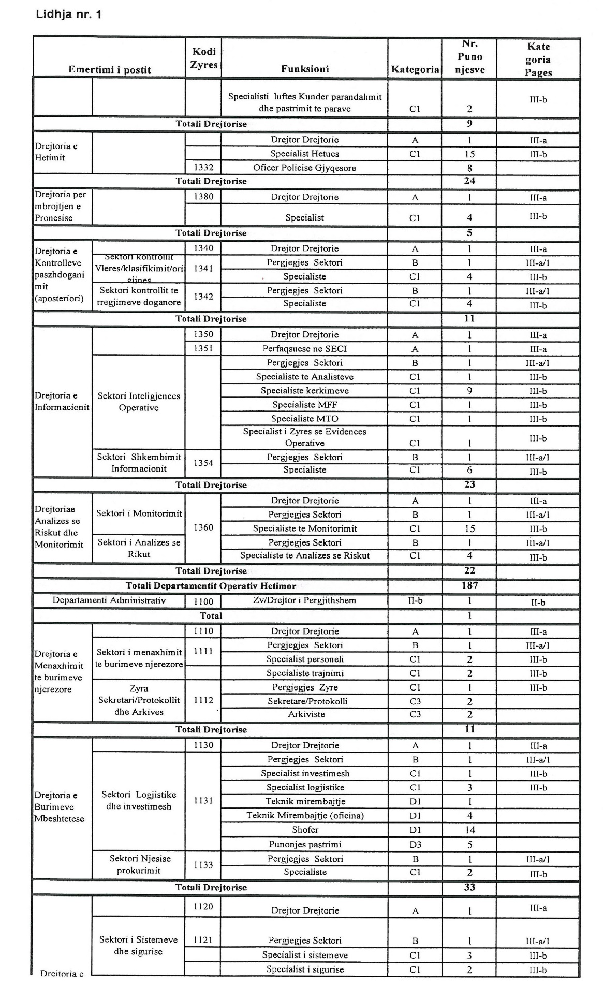 Lidhja nr. 1
Emertimi i postit Kodi Zyres Funksioni Kategoria Nr. Puno njesve Kate goria Pages
Specialisti luftes Kunder parandalimit
dhe pastrimit te parave C1 2 III-b
Totali Drejtorise 9
Drejtoria e
Hetimit
Drejtor Drejtorie A 1 III-a
Specialist Hetues C1 15 III-b
1332 Oficer Policise Gjyqesore 8
Totali Drejtorise 24
Drejtoria per
mbrojtjen e
Pronesise
1380 Drejtor Drejtorie A 1 III-a
Specialist C1 4 III-b
Totali Drejtorise 5
Drejtoria e
Kontrolleve
paszhdogani
mit
(aposteriori)
1340 Drejtor Drejtorie A 1 III-a
Sektori kontrollit
Vleres/klasifikimit/ori
gjines
1341 Pergjegjes Sektori B 1 III-a/1
Specialiste C1 4 III-b
Sektori kontrollit te
rregjimeve doganore
1342 Pergjegjes Sektori B 1 III-a/1
Specialiste C1 4 III-b
Totali Drejtorise 11
Drejtoria e
Informacionit
1350 Drejtor Drejtorie A 1 III-a
1351 Perfaqsuese ne SECI A 1 III-a
Sektori Inteligjences
Operative
Pergjegjes Sektori B 1 III-a/1
Specialiste te Analisteve C1 1 III-b
Specialiste kerkimeve C1 9 III-b
Specialiste MFF C1 1 III-b
Specialiste MTO C1 1 III-b
Specialist i Zyres se Evidences
Operative C1 1 III-b
Sektori Shkembimit
Informacionit
1354 Pergjegjes Sektori B 1 III-a/1
Specialiste C1 6 III-b
Totali Drejtorise 23
Drejtoriae
Analizes se
Riskut dhe
Monitorimit
Sektori i Monitorimit
1360
Drejtor Drejtorie A 1 III-a
Pergjegjes Sektori B 1 III-a/1
Specialiste te Monitorimit C1 15 III-b
Sektori i Analizes se
Rikut
Pergjegjes Sektori B 1 III-a/1
Specialiste te Analizes se Riskut C1 4 III-b
Totali Drejtorise 22
Totali Departamentit Operativ Hetimor 187
Departamenti Administrativ 1100 Zv/Drejtor i Pergjithshem II-b 1 II-b
Total 1
Drejtoria e
Menaxhimit
te burimeve
njerezore
1110 Drejtor Drejtorie A 1 III-a
Sektori i menaxhimit
te burimeve njerezore
1111 Pergjegjes Sektori B 1 III-a/1
Specialist personeli C1 2 III-b
Specialiste trajnimi C1 2 III-b
Zyra
Sekretari/Protokollit
dhe Arkives
1112 Pergjegjes Zyre C1 1 III-b
Sekretare/Protokolli C3 2
Arkiviste C3 2
Totali Drejtorise 11
Drejtoria e
Burimeve
Mbeshtetese
1130 Drejtor Drejtorie A 1 III-a
Sektori Logjistike
dhe investimesh
1131
Pergjegjes Sektori B 1 III-a/1
Specialist investimesh C1 1 III-b
Specialist logjistike C1 3 III-b
Teknik mirembajtje D1 1
Teknik Mirembajtje (oficina) D1 4
Shofer D1 14
Punonjes pastrimi D3 5
Sektori Njesise
prokurimit
1133 Pergjegjes Sektori B 1 III-a/1
Specialiste C1 2 III-b
Totali Drejtorise 33
1120 Drejtor Drejtorie A 1 III-a
Sektori i Sistemeve
dhe sigurise
1121 Pergjegjes Sektori B 1 III-a/1
Specialist i sistemeve C1 3 III-b
Specialist i sigurise C1 2 III-b
Drejtoria e